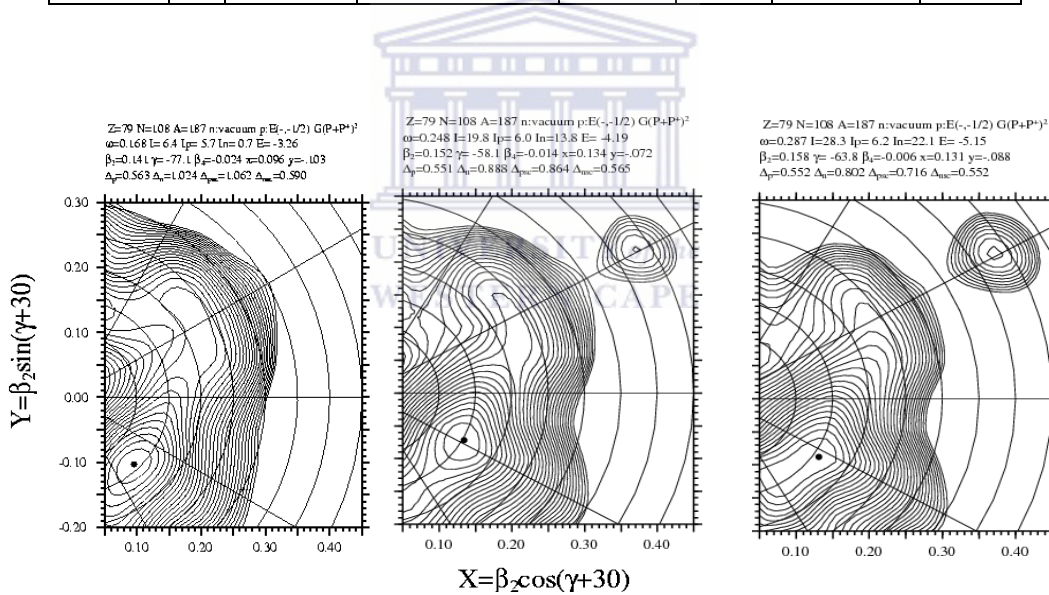 Z=79 N=108 A=187 n:vacuum p:E(-,-1/2) G(P+P⁺)²
ω=0.168 I= 6.4 Ip= 5.7 In= 0.7 E= -3.26
β₂=0.141 γ= -77.1 β₄=-0.024 x=0.096 y=-.103
Δp=0.563 Δn=1.024 Δpsc=1.062 Δnsc=0.590
Z=79 N=108 A=187 n:vacuum p:E(-,-1/2) G(P+P⁺)²
ω=0.248 I=19.8 Ip= 6.0 In=13.8 E= -4.19
β₂=0.152 γ= -58.1 β₄=-0.014 x=0.134 y=-.072
Δp=0.551 Δn=0.888 Δpsc=0.864 Δnsc=0.565
Z=79 N=108 A=187 n:vacuum p:E(-,-1/2) G(P+P⁺)²
ω=0.287 I=28.3 Ip= 6.2 In=22.1 E= -5.15
β₂=0.158 γ= -63.8 β₄=-0.006 x=0.131 y=-.088
Δp=0.552 Δn=0.802 Δpsc=0.716 Δnsc=0.552
UNIVERSITY of the
WESTERN CAPE
Y=β₂sin(γ+30)
0.30
0.20
0.10
0.00
-0.10
-0.20
0.10 0.20 0.30 0.40
0.10 0.20 0.30 0.40
0.10 0.20 0.30 0.40
X=β₂cos(γ+30)